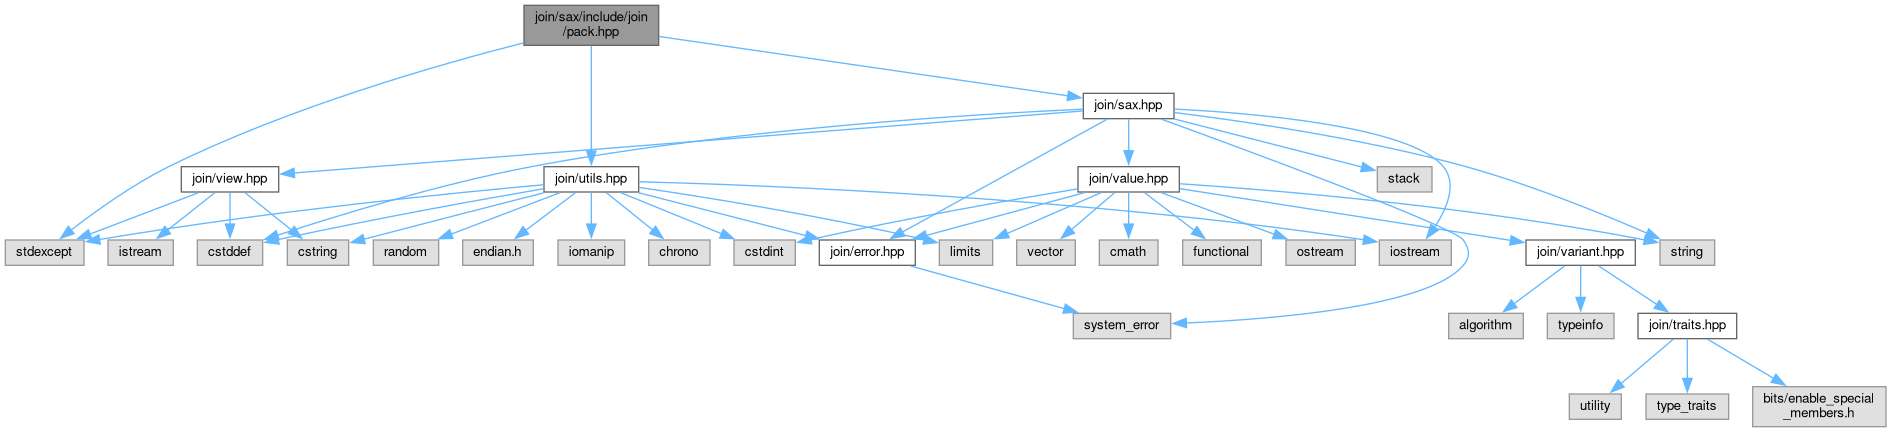 join/sax/include/join
/pack.hpp
join/sax.hpp
join/view.hpp
join/utils.hpp
join/value.hpp
stack
stdexcept
istream
cstddef
cstring
random
endian.h
iomanip
chrono
cstdint
join/error.hpp
limits
vector
cmath
functional
ostream
iostream
join/variant.hpp
string
system_error
algorithm
typeinfo
join/traits.hpp
utility
type_traits
bits/enable_special
_members.h